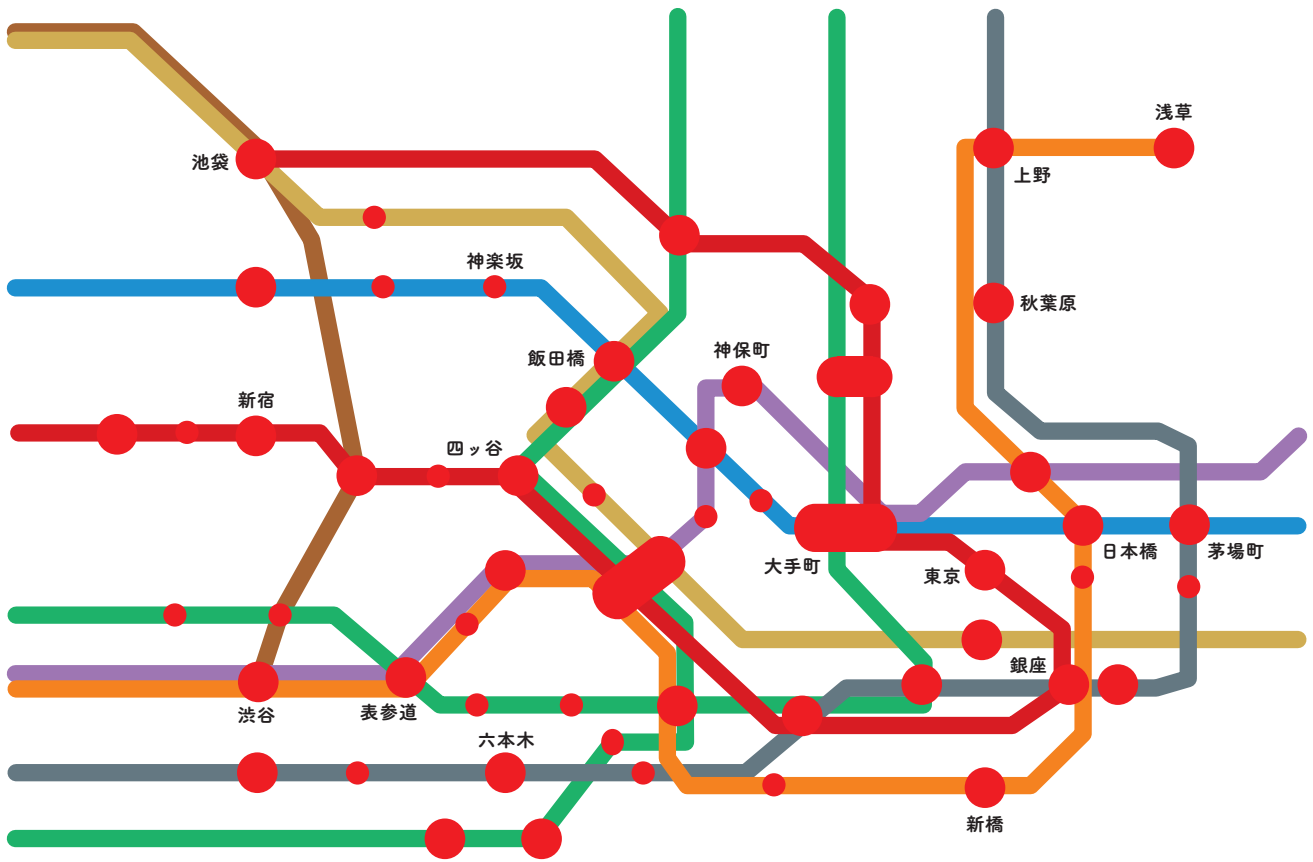 浅草
池袋
上野
神楽坂
秋葉原
神保町
飯田橋
新宿
四ッ谷
日本橋
茅場町
大手町
東京
銀座
表参道
渋谷
六本木
新橋